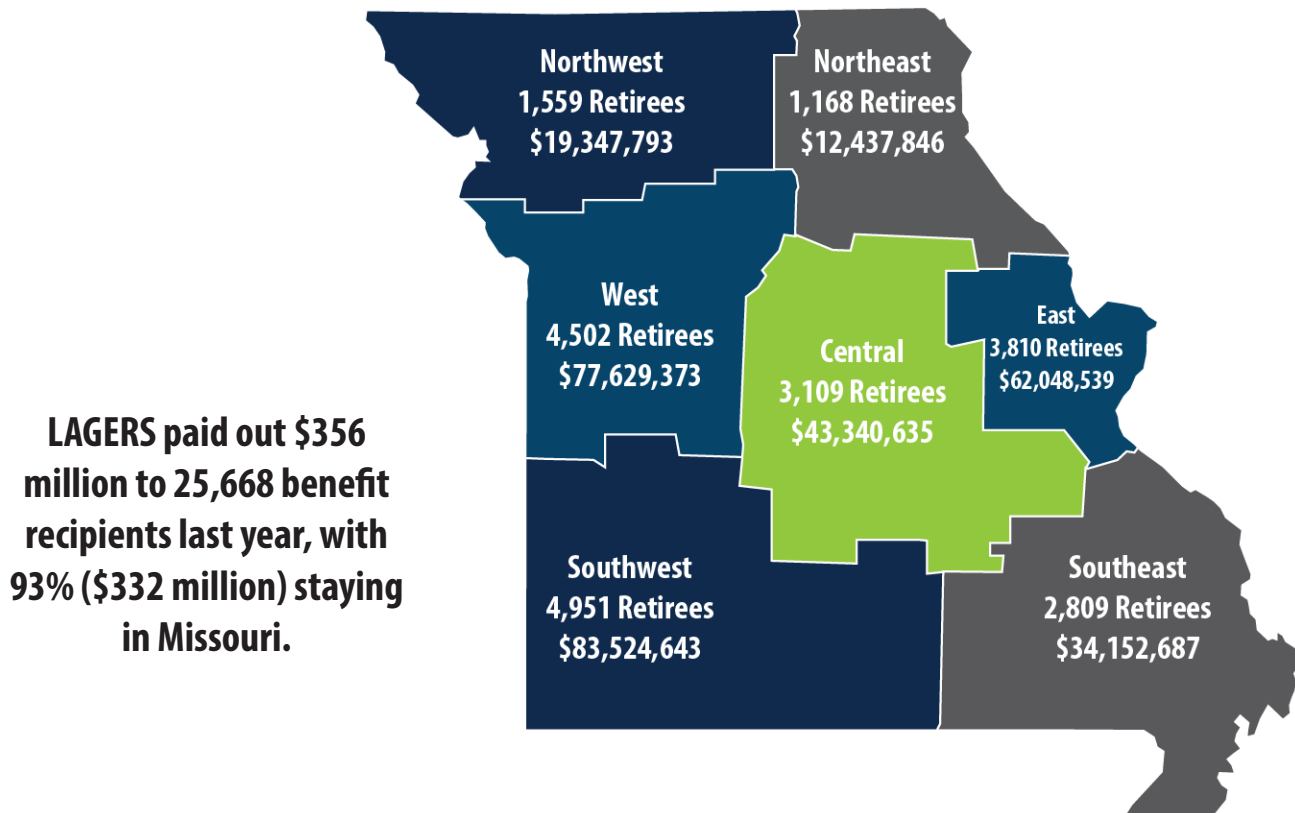 Northwest
1,559 Retirees
$19,347,793
Northeast
1,168 Retirees
$12,437,846
West
4,502 Retirees
$77,629,373
Central
3,109 Retirees
$43,340,635
East
3,810 Retirees
$62,048,539
LAGERS paid out $356
million to 25,668 benefit
recipients last year, with
93% ($332 million) staying
in Missouri.
Southwest
4,951 Retirees
$83,524,643
Southeast
2,809 Retirees
$34,152,687